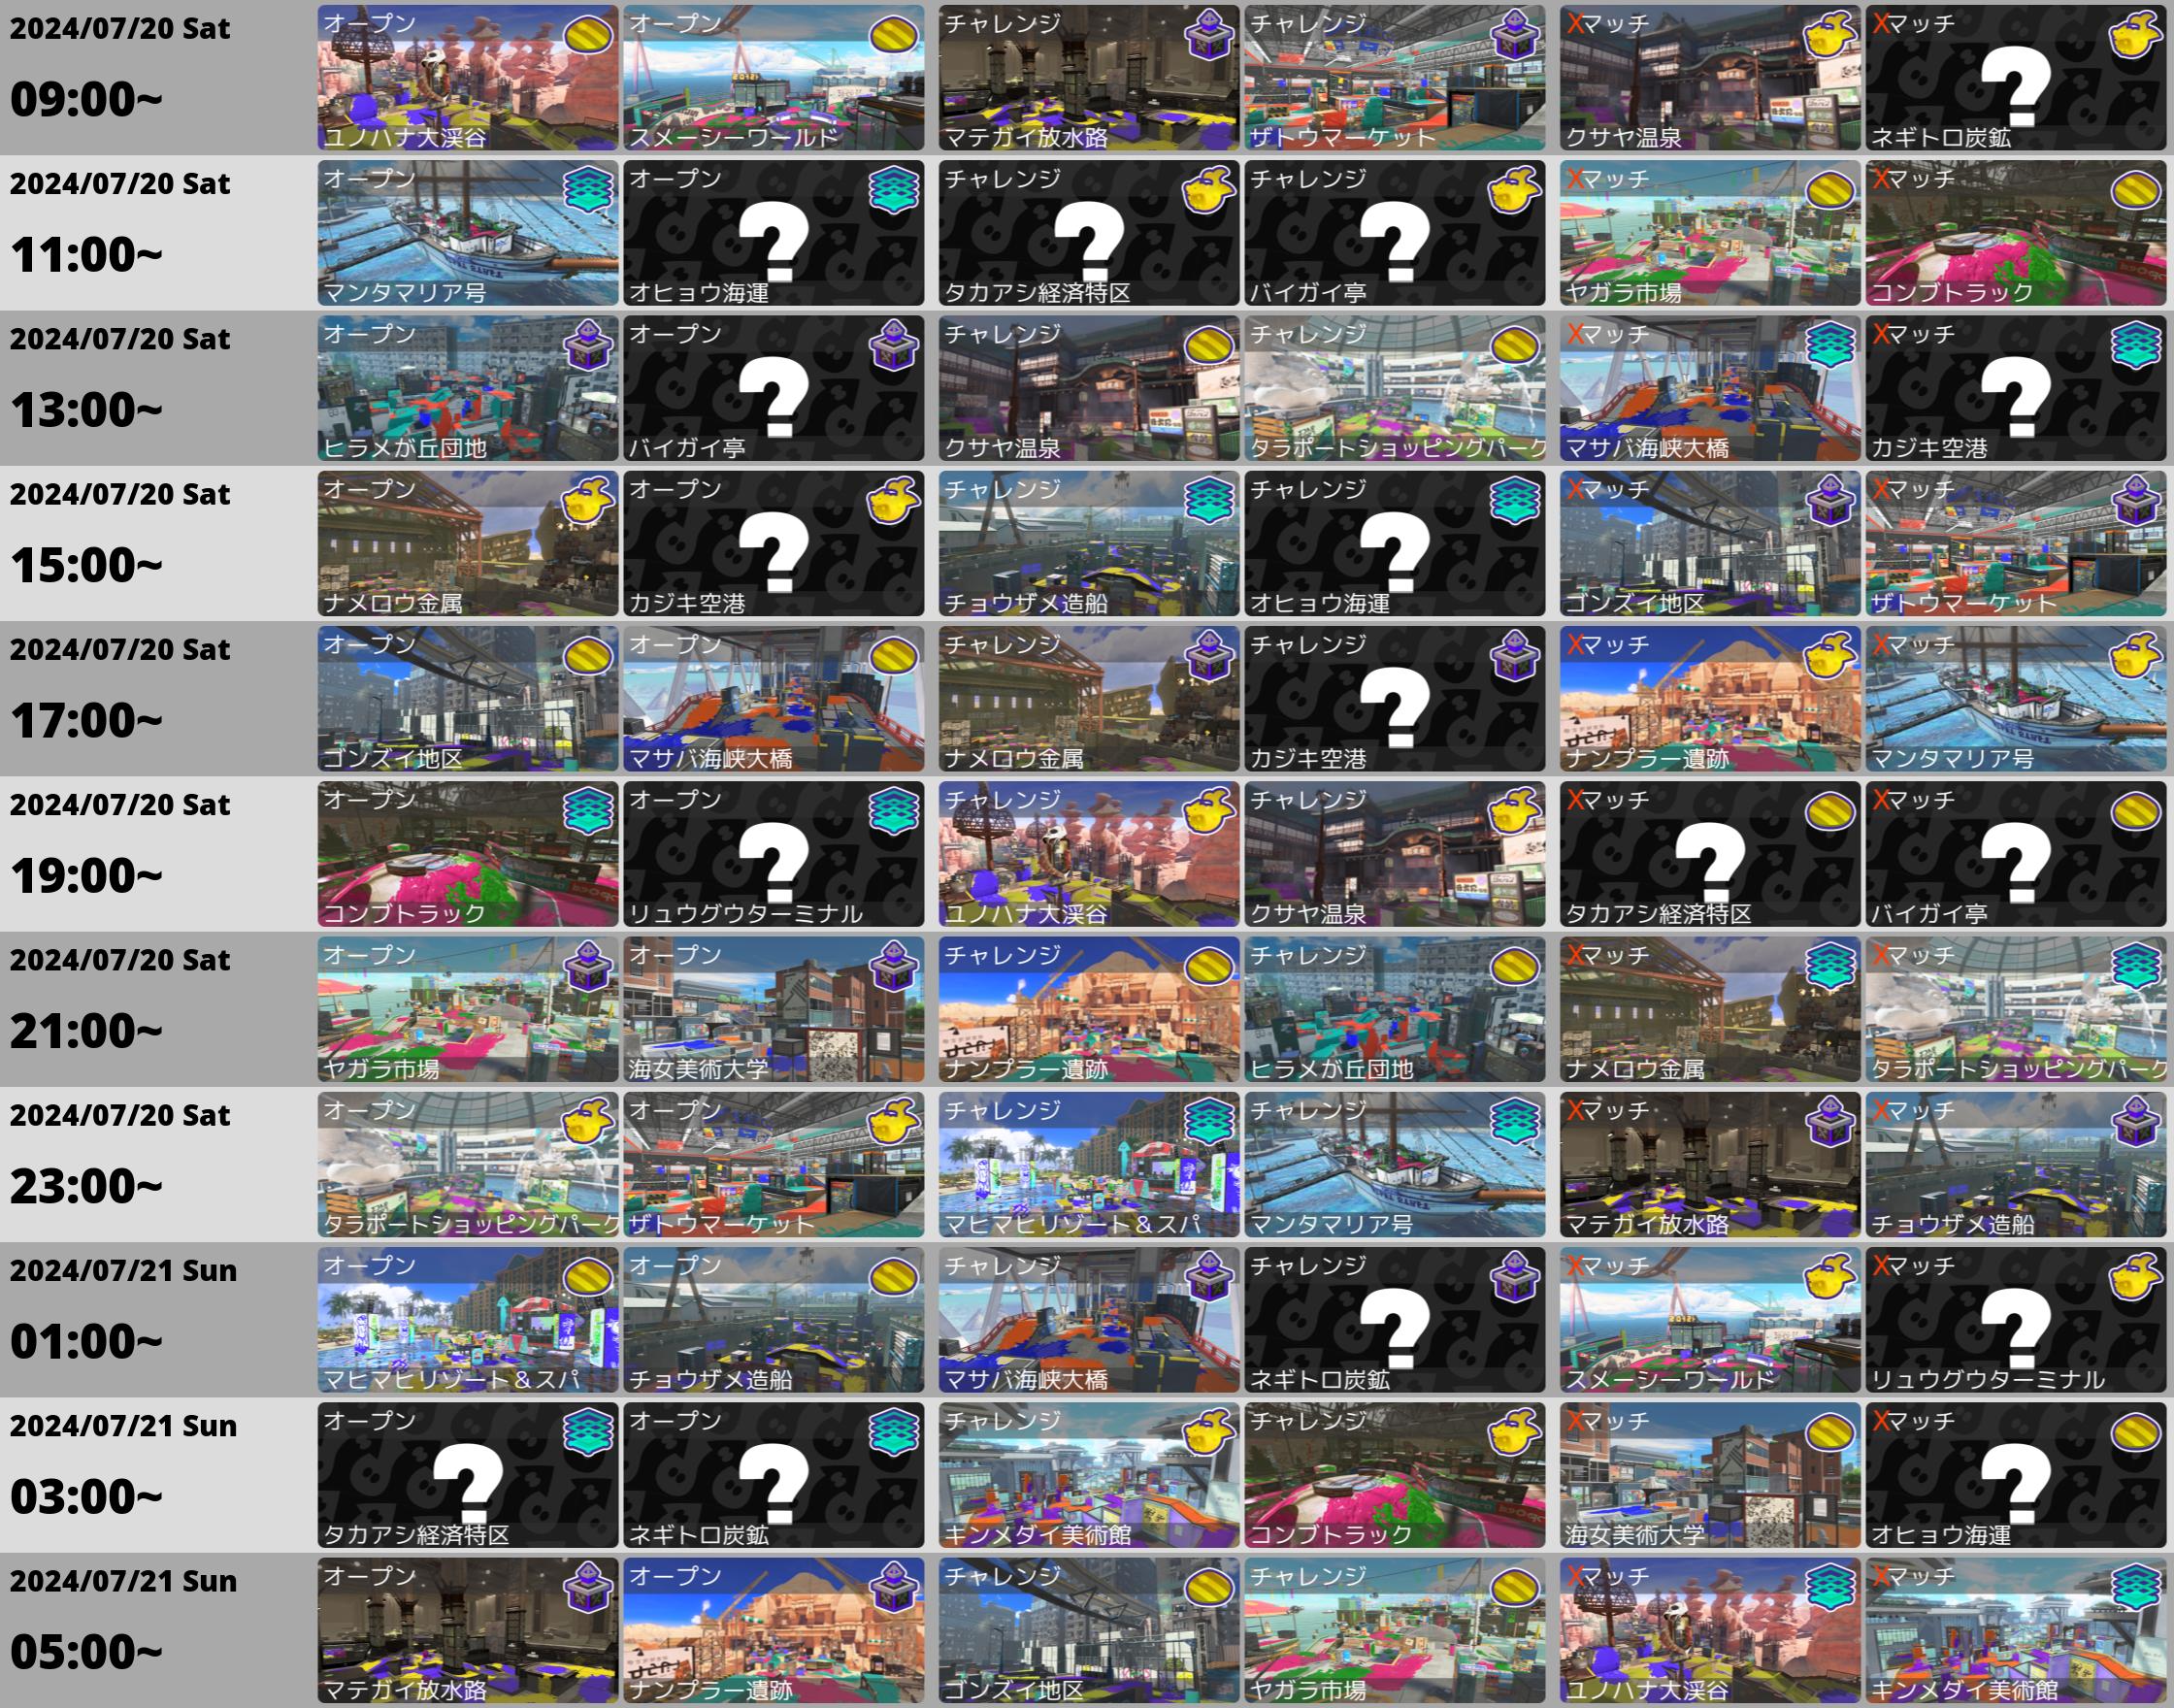 2024/07/20 Sat
09:00~
オープン
ユノハナ大渓谷
オープン
スメーシーワールド
チャレンジ
マテガイ放水路
チャレンジ
ザトウマーケット
Xマッチ
クサヤ温泉
Xマッチ
ネギトロ炭鉱
2024/07/20 Sat
11:00~
オープン
マンタマリア号
オープン
オヒョウ海運
チャレンジ
タカアシ経済特区
チャレンジ
バイガイ亭
Xマッチ
ヤガラ市場
Xマッチ
コンブトラック
2024/07/20 Sat
13:00~
オープン
ヒラメが丘団地
オープン
バイガイ亭
チャレンジ
クサヤ温泉
チャレンジ
タラポートショッピングパーク
Xマッチ
マサバ海峡大橋
Xマッチ
カジキ空港
2024/07/20 Sat
15:00~
オープン
ナメロウ金属
オープン
カジキ空港
チャレンジ
チョウザメ造船
チャレンジ
オヒョウ海運
Xマッチ
ゴンズイ地区
Xマッチ
ザトウマーケット
2024/07/20 Sat
17:00~
オープン
ゴンズイ地区
オープン
マサバ海峡大橋
チャレンジ
ナメロウ金属
チャレンジ
カジキ空港
Xマッチ
ナンプラー遺跡
Xマッチ
マンタマリア号
2024/07/20 Sat
19:00~
オープン
コンブトラック
オープン
リュウグウターミナル
チャレンジ
ユノハナ大渓谷
チャレンジ
クサヤ温泉
Xマッチ
タカアシ経済特区
Xマッチ
バイガイ亭
2024/07/20 Sat
21:00~
オープン
ヤガラ市場
オープン
海女美術大学
チャレンジ
ナンプラー遺跡
チャレンジ
ヒラメが丘団地
Xマッチ
ナメロウ金属
Xマッチ
タラポートショッピングパーク
2024/07/20 Sat
23:00~
オープン
タラポートショッピングパーク
オープン
ザトウマーケット
チャレンジ
マヒマヒリゾート&スパ
チャレンジ
マンタマリア号
Xマッチ
マテガイ放水路
Xマッチ
チョウザメ造船
2024/07/21 Sun
01:00~
オープン
マヒマヒリゾート&スパ
オープン
チョウザメ造船
チャレンジ
マサバ海峡大橋
チャレンジ
ネギトロ炭鉱
Xマッチ
スメーシーワールド
Xマッチ
リュウグウターミナル
2024/07/21 Sun
03:00~
オープン
タカアシ経済特区
オープン
ネギトロ炭鉱
チャレンジ
キンメダイ美術館
チャレンジ
コンブトラック
Xマッチ
海女美術大学
Xマッチ
オヒョウ海運
2024/07/21 Sun
05:00~
オープン
マテガイ放水路
オープン
ナンプラー遺跡
チャレンジ
ゴンズイ地区
チャレンジ
ヤガラ市場
Xマッチ
ユノハナ大渓谷
Xマッチ
キンメダイ美術館